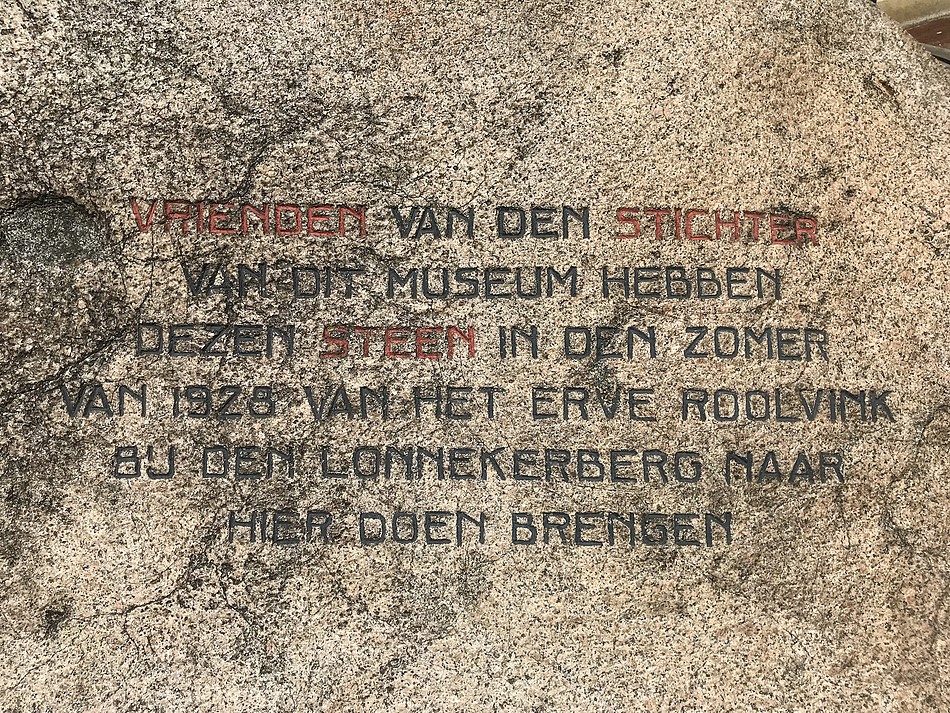 VRIENDEN VAN DEN STICHTER
VAN DIT MUSEUM HEBBEN
DEZEN STEEN IN DEN ZOMER
VAN 1928 VAN HET ERVE ROOLVINK
BIJ DEN LONNEKERBERG NAAR
HIER DOEN BRENGEN